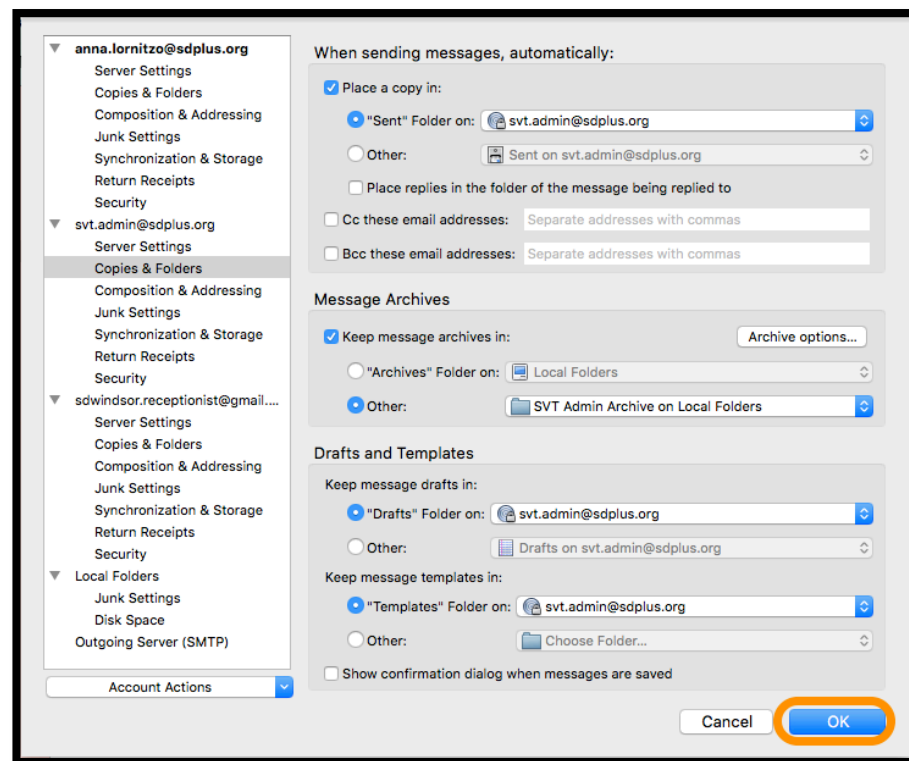 anna.lornitzo@sdplus.org
Server Settings
Copies & Folders
Composition & Addressing
Junk Settings
Synchronization & Storage
Return Receipts
Security
svt.admin@sdplus.org
Server Settings
Copies & Folders
Composition & Addressing
Junk Settings
Synchronization & Storage
Return Receipts
Security
sdwindsor.receptionist@gmail....
Server Settings
Copies & Folders
Composition & Addressing
Junk Settings
Synchronization & Storage
Return Receipts
Security
Local Folders
Junk Settings
Disk Space
Outgoing Server (SMTP)
Account Actions
When sending messages, automatically:
Place a copy in:
"Sent" Folder on: svt.admin@sdplus.org
Other: Sent on svt.admin@sdplus.org
Place replies in the folder of the message being replied to
Cc these email addresses: Separate addresses with commas
Bcc these email addresses: Separate addresses with commas
Message Archives
Keep message archives in: Archive options...
"Archives" Folder on: Local Folders
Other: SVT Admin Archive on Local Folders
Drafts and Templates
Keep message drafts in:
"Drafts" Folder on: svt.admin@sdplus.org
Other: Drafts on svt.admin@sdplus.org
Keep message templates in:
"Templates" Folder on: svt.admin@sdplus.org
Other: Choose Folder...
Show confirmation dialog when messages are saved
Cancel OK